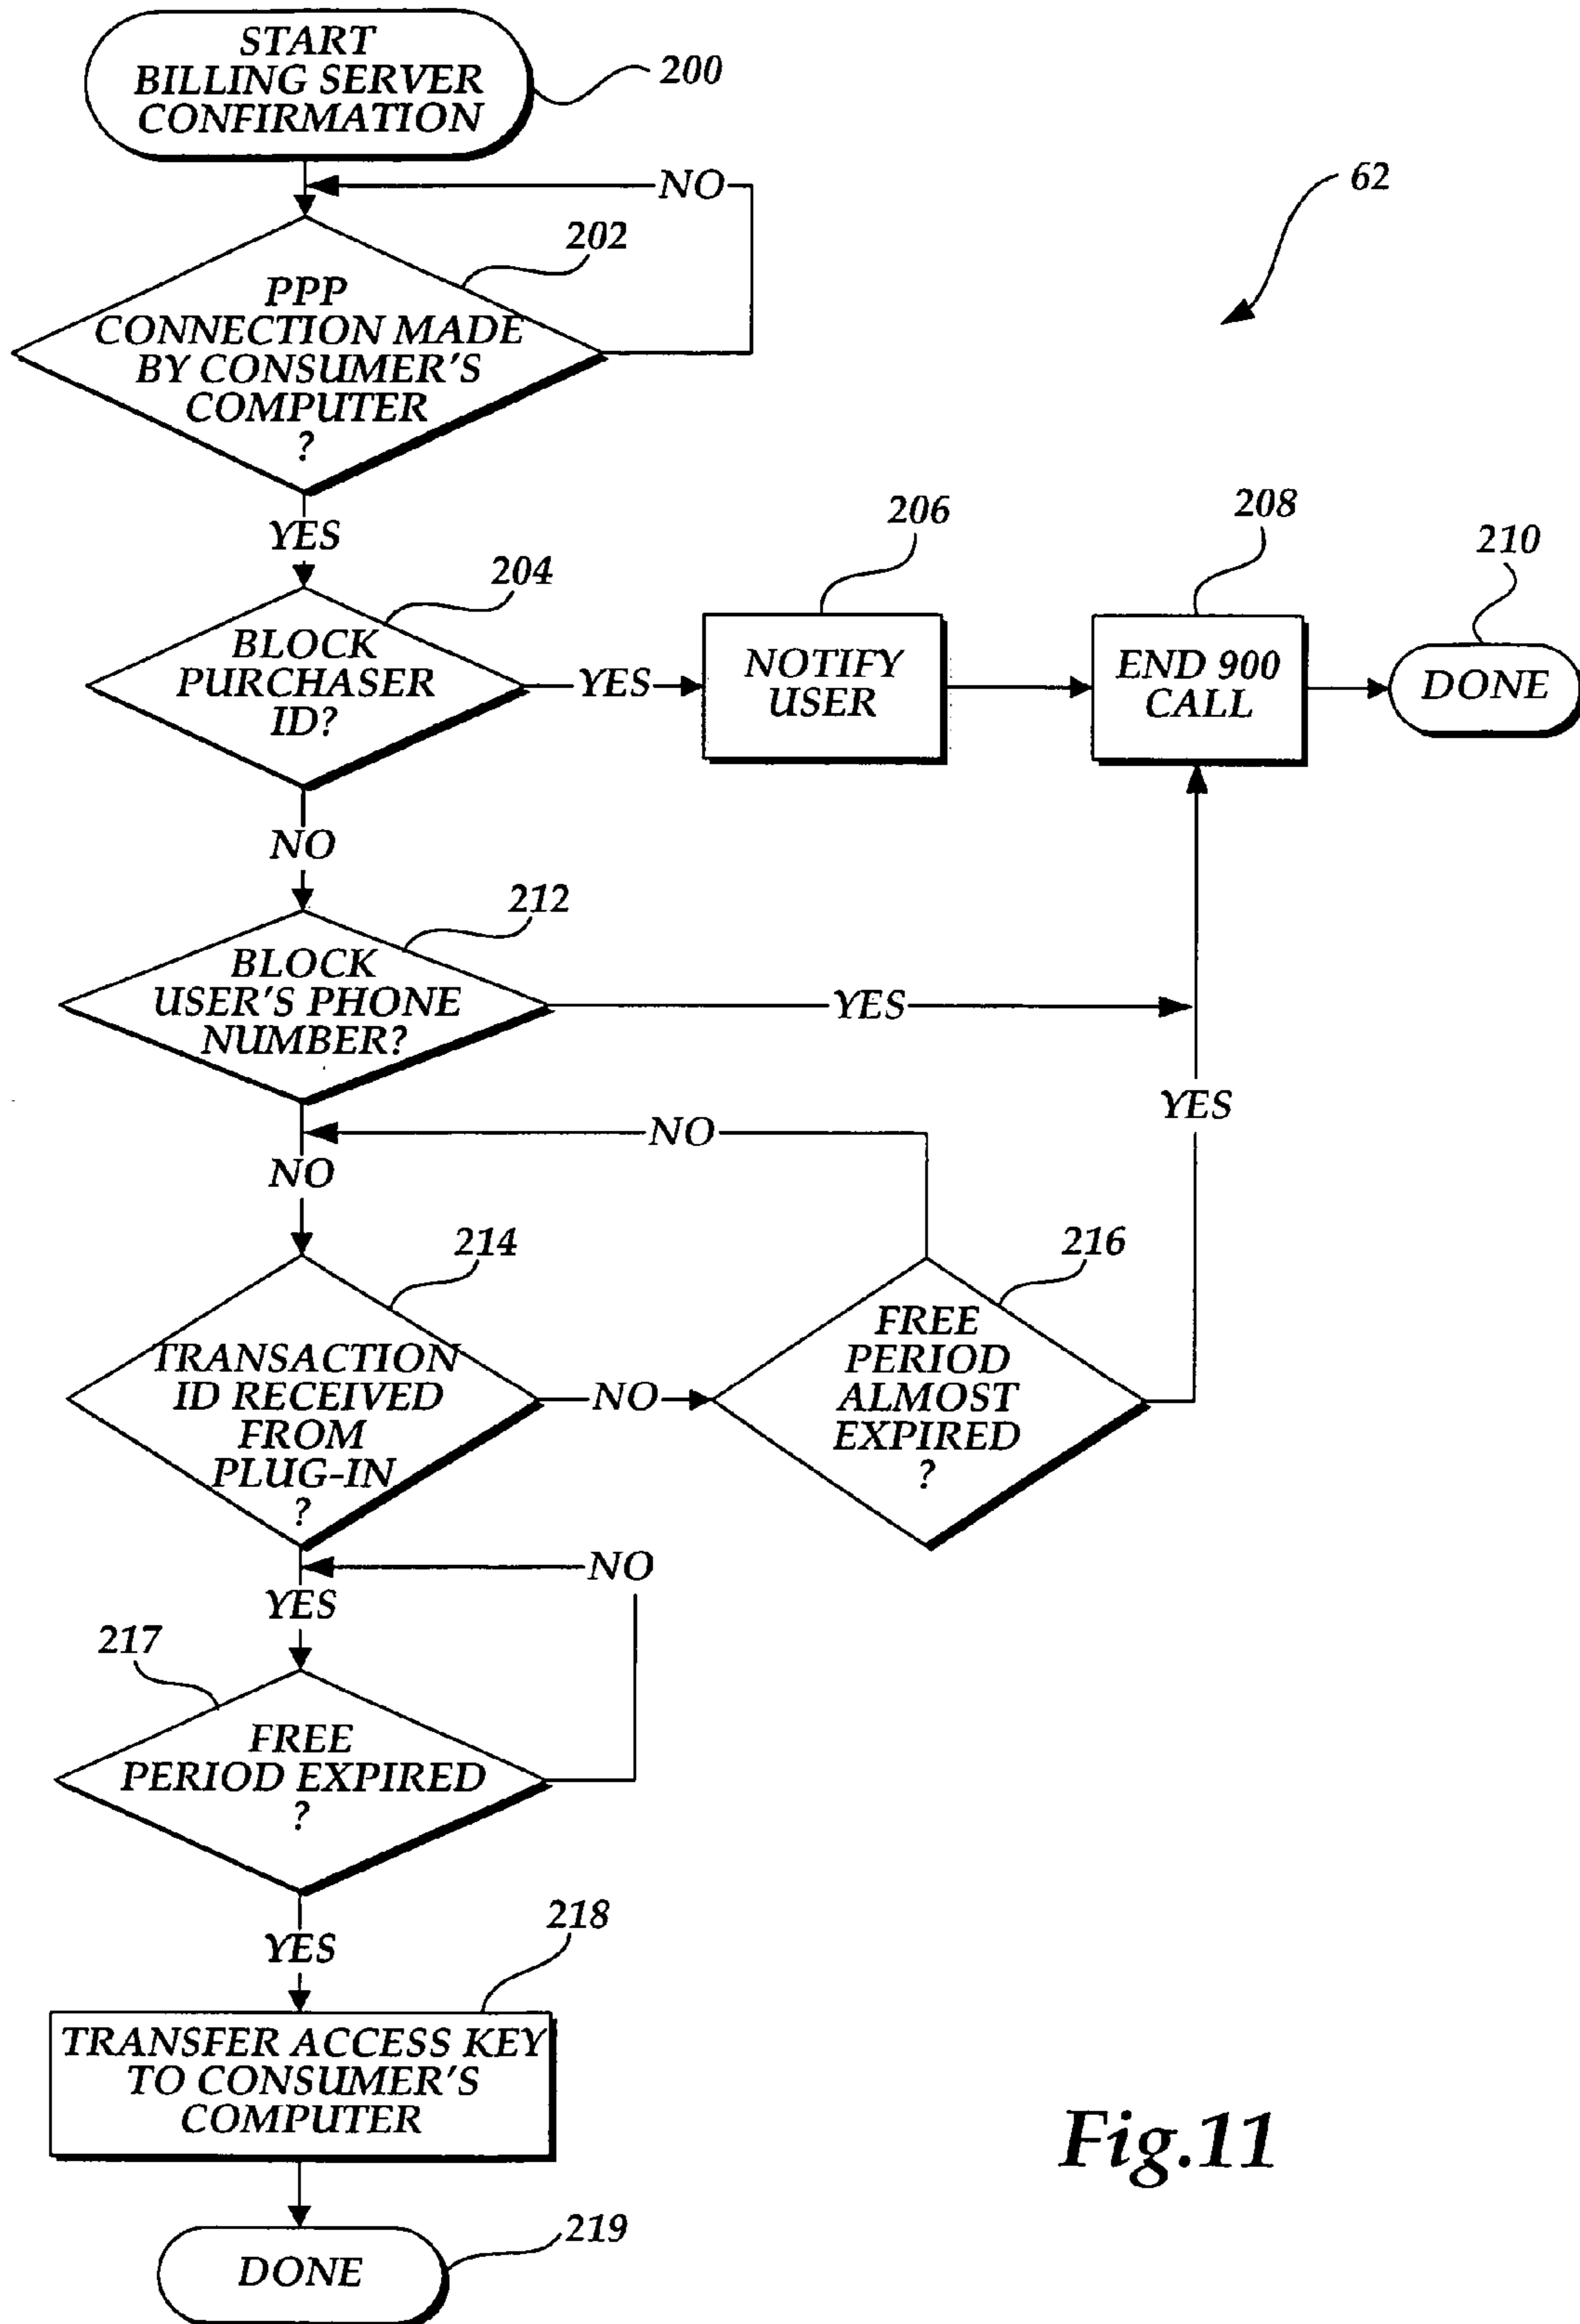 START
BILLING SERVER
CONFIRMATION
200
NO
62
202
PPP
CONNECTION MADE
BY CONSUMER'S
COMPUTER
?
YES
206
208
210
204
BLOCK
PURCHASER
ID?
YES
NOTIFY
USER
END 900
CALL
DONE
NO
212
BLOCK
USER'S PHONE
NUMBER?
YES
YES
NO
NO
214
216
TRANSACTION
ID RECEIVED
FROM
PLUG-IN
?
NO
FREE
PERIOD
ALMOST
EXPIRED
?
NO
YES
217
FREE
PERIOD EXPIRED
?
YES
218
TRANSFER ACCESS KEY
TO CONSUMER'S
COMPUTER
Fig.11
219
DONE